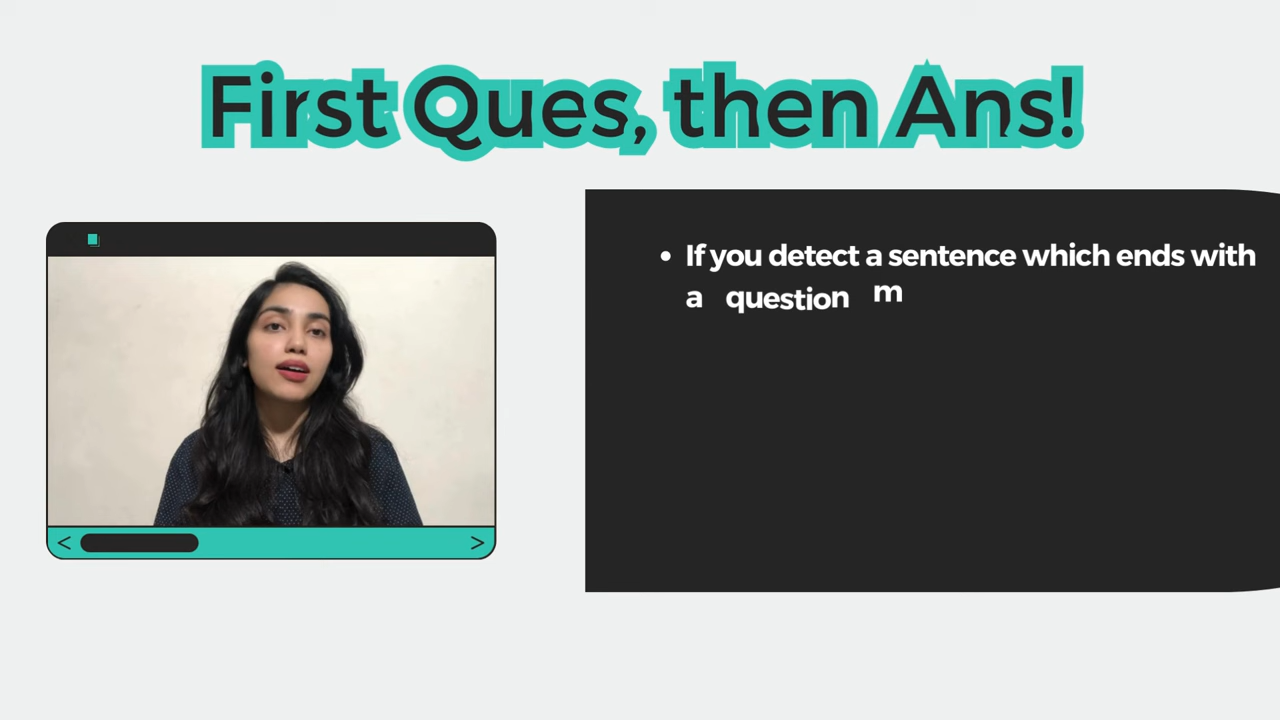 First Ques, then Ans!
• If you detect a sentence which ends with
a question m